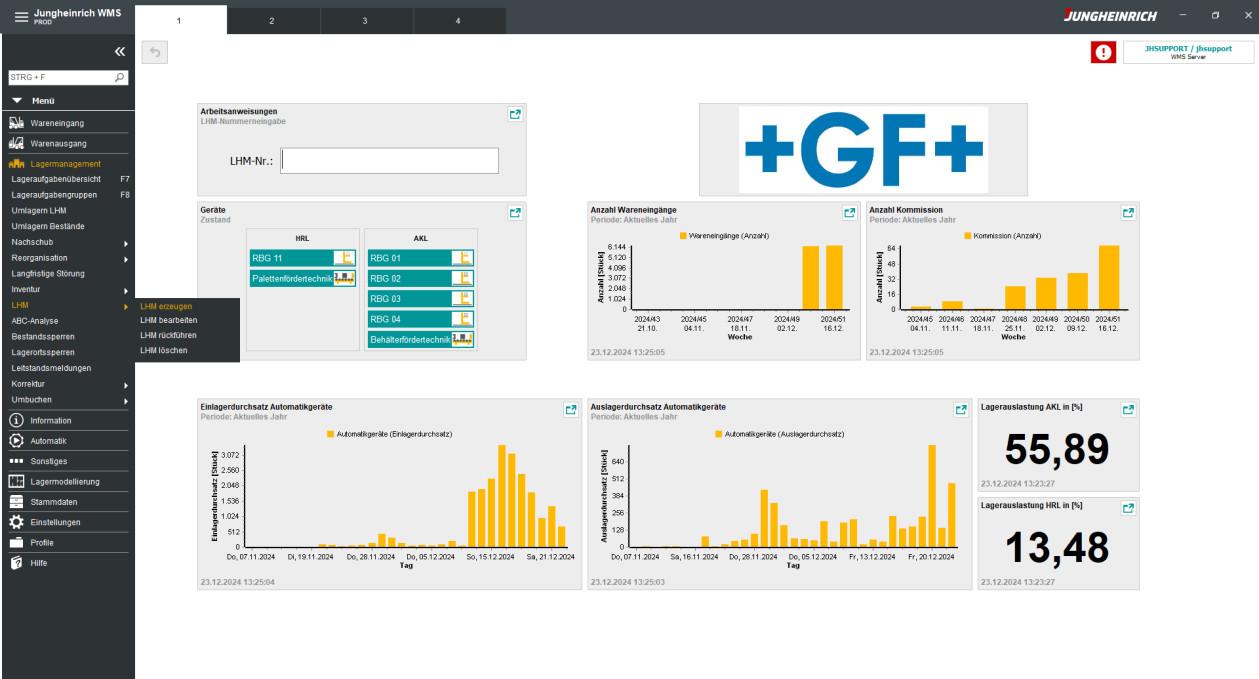 Jungheinrich WMS
PROD
1
2
3
4
JUNGHEINRICH
STRG + F
JHSUPPORT / jhsupport
WMS Server
Menü
Wareneingang
Warenausgang
Lagermanagement
Lageraufgabenübersicht F7
Lageraufgabengruppen F8
Umlagern LHM
Umlagern Bestände
Nachschub
Reorganisation
Langfristige Störung
Inventur
LHM
ABC-Analyse
Bestandssperren
Lagerortssperren
Leitstandsmeldungen
Korrektur
Umbuchen
Information
Automatik
Sonstiges
Lagermodellierung
Stammdaten
Einstellungen
Profile
Hilfe
LHM erzeugen
LHM bearbeiten
LHM rückführen
LHM löschen
Arbeitsanweisungen
LHM-Nummerneingabe
LHM-Nr.:
+GF+
Geräte
Zustand
HRL
RBG 11
Palettenfördertechnik
AKL
RBG 01
RBG 02
RBG 03
RBG 04
Behälterfördertechnik
Anzahl Wareneingänge
Periode: Aktuelles Jahr
Wareneingänge (Anzahl)
Anzahl [Stück]
6.144
5.120
4.096
3.072
2.048
1.024
0
2024/43 2024/45 2024/47 2024/49 2024/51
21.10. 04.11. 18.11. 02.12. 16.12.
Woche
23.12.2024 13:25:05
Anzahl Kommission
Periode: Aktuelles Jahr
Kommission (Anzahl)
Anzahl [Stück]
64
48
32
16
0
2024/45 2024/46 2024/47 2024/48 2024/49 2024/50 2024/51
04.11. 11.11. 18.11. 25.11. 02.12. 09.12. 16.12.
Woche
23.12.2024 13:25:05
Einlagerdurchsatz Automatikgeräte
Periode: Aktuelles Jahr
Automatikgeräte (Einlagerdurchsatz)
Einlagerdurchsatz [Stück]
3.072
2.560
2.048
1.536
1.024
512
0
Do, 07.11.2024 Di, 19.11.2024 Do, 28.11.2024 Do, 05.12.2024 So, 15.12.2024 Sa, 21.12.2024
Tag
23.12.2024 13:25:04
Auslagerdurchsatz Automatikgeräte
Periode: Aktuelles Jahr
Automatikgeräte (Auslagerdurchsatz)
Auslagerdurchsatz [Stück]
640
512
384
256
128
0
Do, 07.11.2024 Sa, 16.11.2024 Do, 28.11.2024 Do, 05.12.2024 Fr, 13.12.2024 Fr, 20.12.2024
Tag
23.12.2024 13:25:03
Lagerauslastung AKL in [%]
55,89
23.12.2024 13:23:27
Lagerauslastung HRL in [%]
13,48
23.12.2024 13:23:27